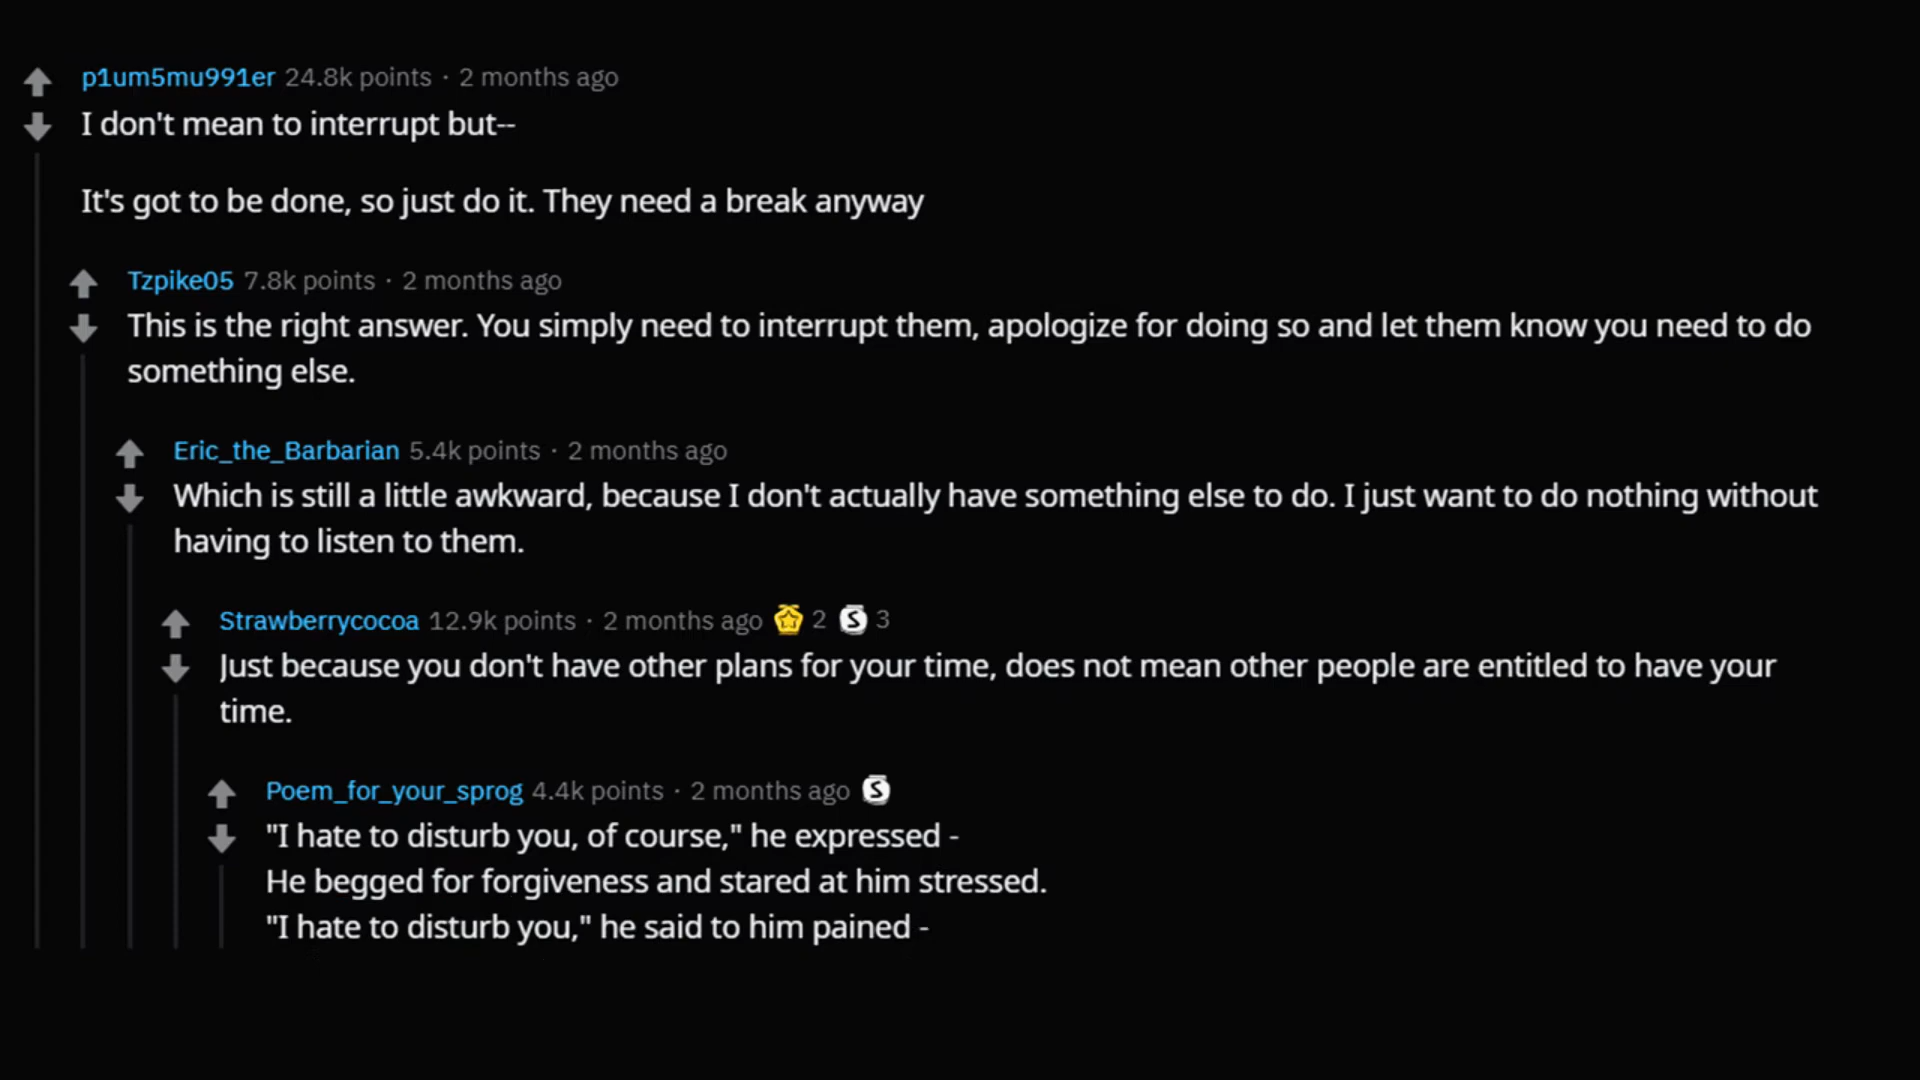 p1um5mu991er 24.8k points · 2 months ago
I don't mean to interrupt but--
It's got to be done, so just do it. They need a break anyway
Tzpike05 7.8k points · 2 months ago
This is the right answer. You simply need to interrupt them, apologize for doing so and let them know you need to do
something else.
Eric_the_Barbarian 5.4k points · 2 months ago
Which is still a little awkward, because I don't actually have something else to do. I just want to do nothing without
having to listen to them.
Strawberrycocoa 12.9k points · 2 months ago 2 S 3
Just because you don't have other plans for your time, does not mean other people are entitled to have your
time.
Poem_for_your_sprog 4.4k points · 2 months ago S
"I hate to disturb you, of course," he expressed -
He begged for forgiveness and stared at him stressed.
"I hate to disturb you," he said to him pained -